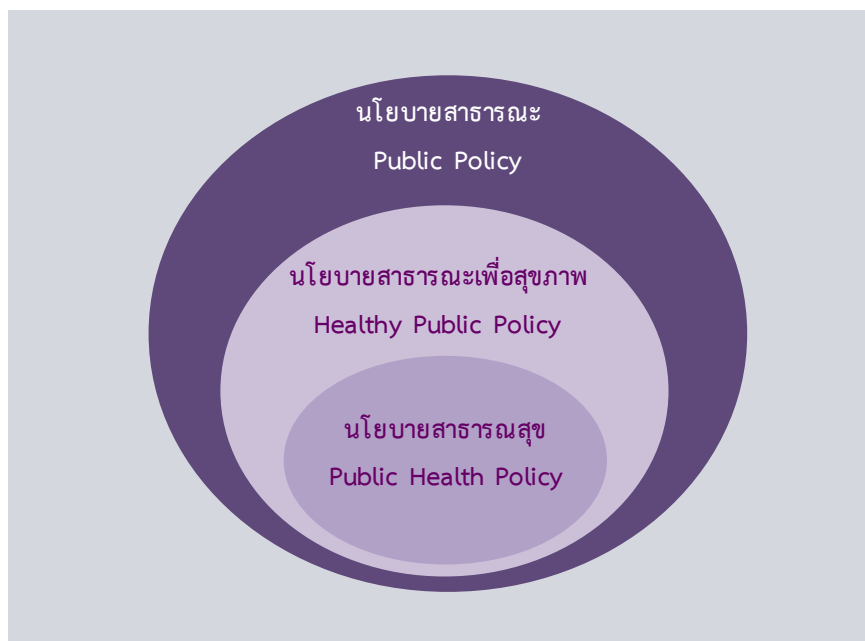 นโยบายสาธารณะ
Public Policy
นโยบายสาธารณะเพื่อสุขภาพ
Healthy Public Policy
นโยบายสาธารณสุข
Public Health Policy